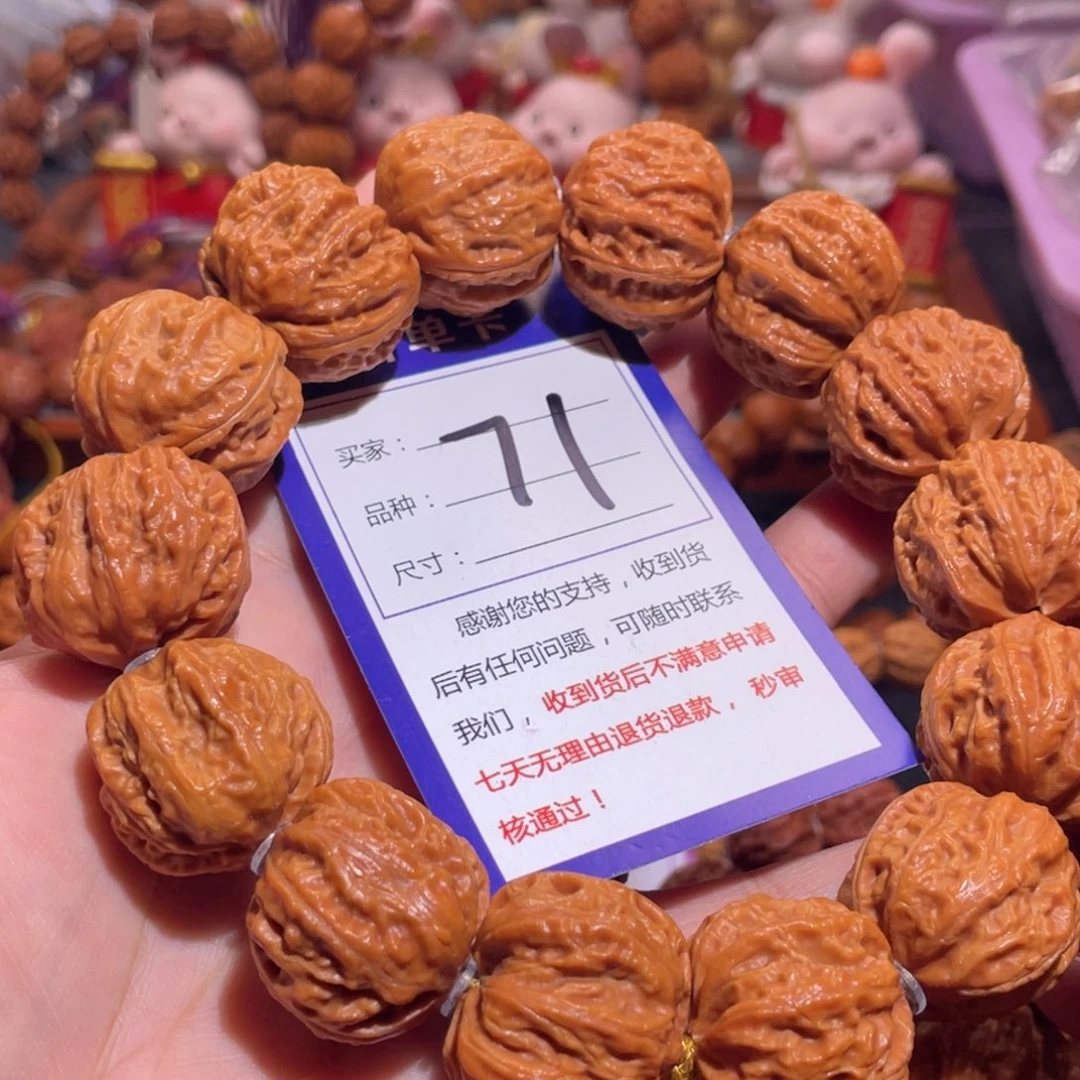 单卡
买家：71
品种：
尺寸：
感谢您的支持，收到货
后有任何问题，可随时联系
我们，收到货后不满意申请
七天无理由退货退款，秒审
核通过！